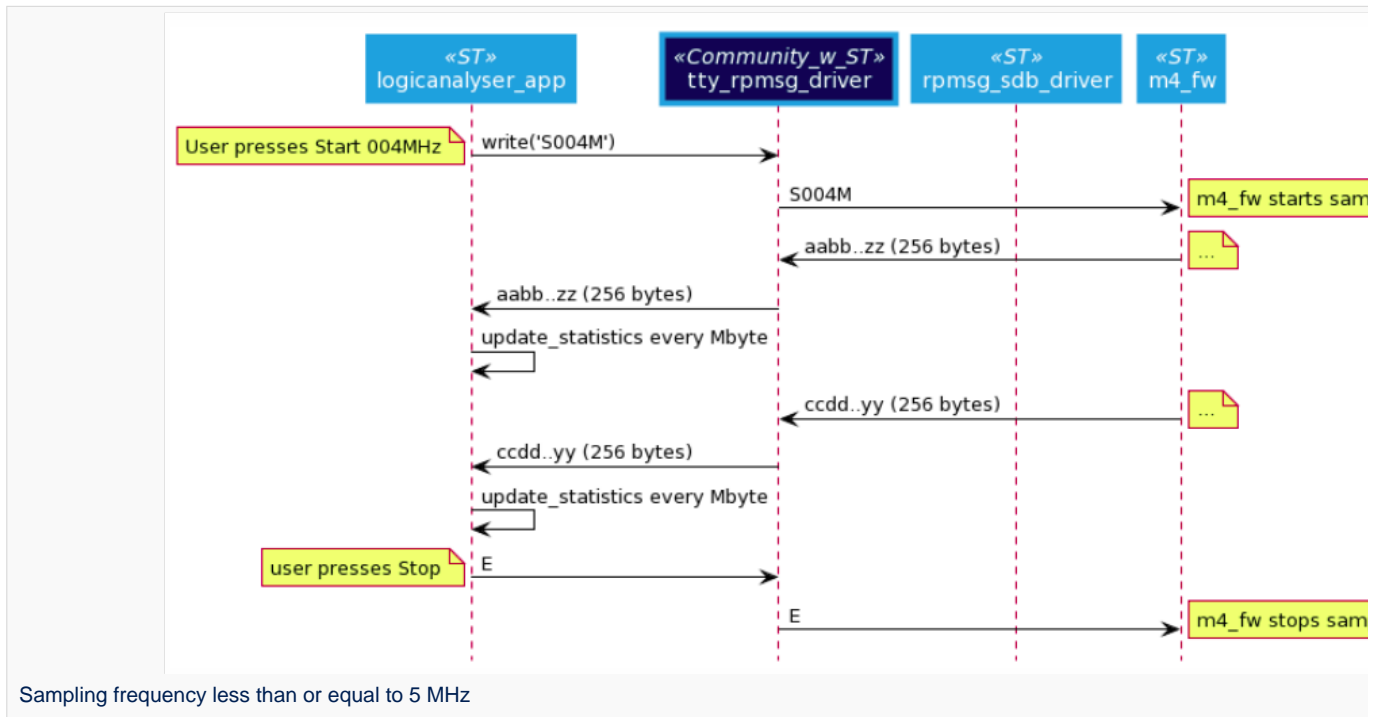 «ST»
logicanalyser_app
«Community_w_ST»
tty_rpmsg_driver
«ST»
rpmsg_sdb_driver
«ST»
m4_fw
User presses Start 004MHz
write('S004M')
S004M
m4_fw starts sam
aabb..zz (256 bytes)
...
aabb..zz (256 bytes)
update_statistics every Mbyte
ccdd..yy (256 bytes)
...
ccdd..yy (256 bytes)
update_statistics every Mbyte
user presses Stop
E
E
m4_fw stops sam
Sampling frequency less than or equal to 5 MHz